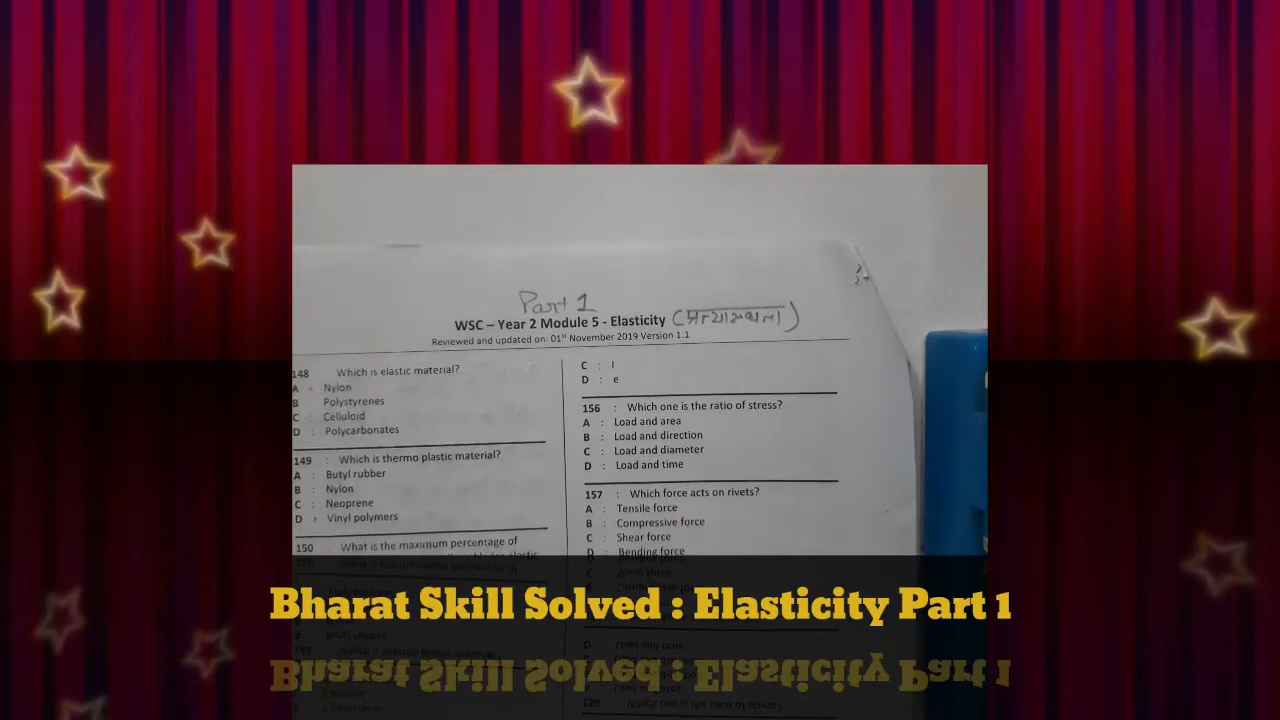 Part 1
WSC – Year 2 Module 5 - Elasticity (प्रत्यास्थता)
Reviewed and updated on: 01st November 2019 Version 1.1
148 Which is elastic material?
A : Nylon
B : Polystyrenes
C : Celluloid
D : Polycarbonates
149 : Which is thermo plastic material?
A : Butyl rubber
B : Nylon
C : Neoprene
D : Vinyl polymers
150 What is the maximum percentage of
C : l
D : e
156 : Which one is the ratio of stress?
A : Load and area
B : Load and direction
C : Load and diameter
D : Load and time
157 : Which force acts on rivets?
A : Tensile force
B : Compressive force
C : Shear force
D : Bending force
Bharat Skill Solved : Elasticity Part 1